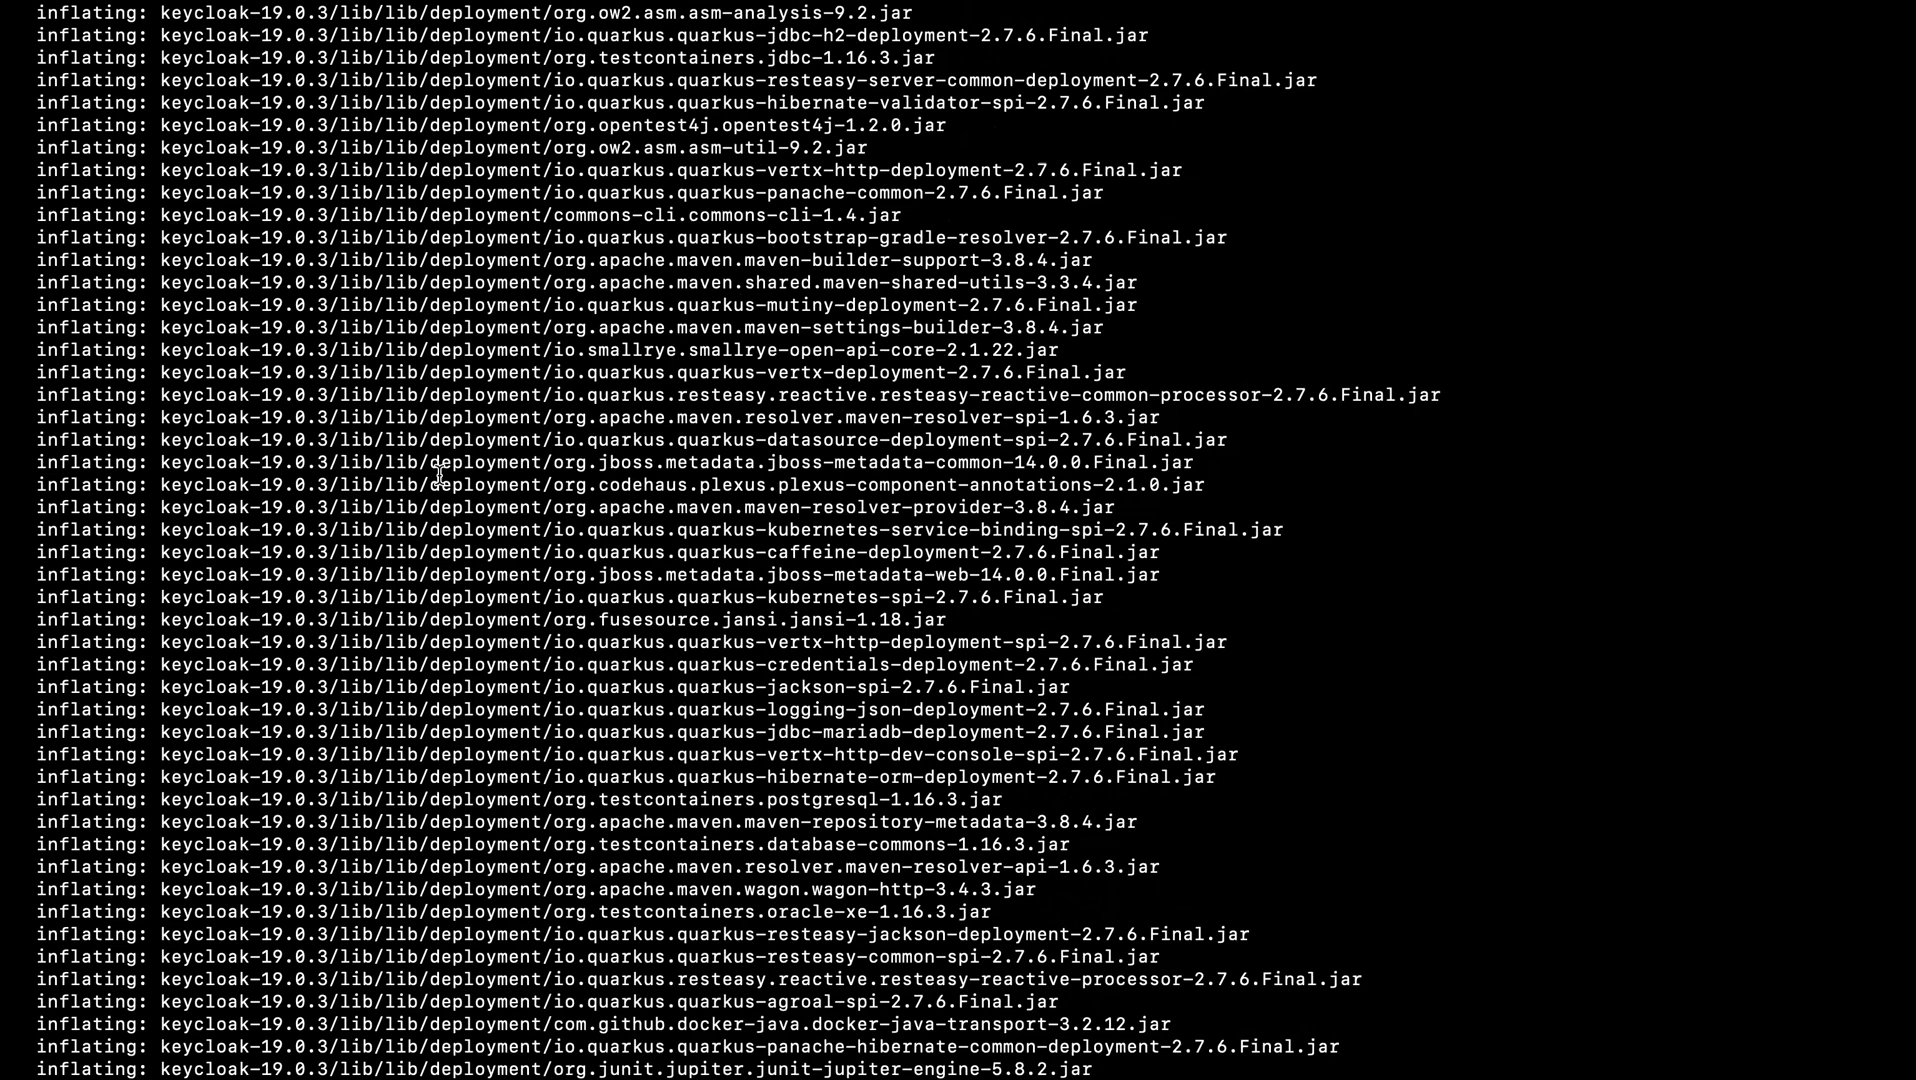 inflating: keycloak-19.0.3/lib/lib/deployment/org.ow2.asm.asm-analysis-9.2.jar
inflating: keycloak-19.0.3/lib/lib/deployment/io.quarkus.quarkus-jdbc-h2-deployment-2.7.6.Final.jar
inflating: keycloak-19.0.3/lib/lib/deployment/org.testcontainers.jdbc-1.16.3.jar
inflating: keycloak-19.0.3/lib/lib/deployment/io.quarkus.quarkus-resteasy-server-common-deployment-2.7.6.Final.jar
inflating: keycloak-19.0.3/lib/lib/deployment/io.quarkus.quarkus-hibernate-validator-spi-2.7.6.Final.jar
inflating: keycloak-19.0.3/lib/lib/deployment/org.opentest4j.opentest4j-1.2.0.jar
inflating: keycloak-19.0.3/lib/lib/deployment/org.ow2.asm.asm-util-9.2.jar
inflating: keycloak-19.0.3/lib/lib/deployment/io.quarkus.quarkus-vertx-http-deployment-2.7.6.Final.jar
inflating: keycloak-19.0.3/lib/lib/deployment/io.quarkus.quarkus-panache-common-2.7.6.Final.jar
inflating: keycloak-19.0.3/lib/lib/deployment/commons-cli.commons-cli-1.4.jar
inflating: keycloak-19.0.3/lib/lib/deployment/io.quarkus.quarkus-bootstrap-gradle-resolver-2.7.6.Final.jar
inflating: keycloak-19.0.3/lib/lib/deployment/org.apache.maven.maven-builder-support-3.8.4.jar
inflating: keycloak-19.0.3/lib/lib/deployment/org.apache.maven.shared.maven-shared-utils-3.3.4.jar
inflating: keycloak-19.0.3/lib/lib/deployment/io.quarkus.quarkus-mutiny-deployment-2.7.6.Final.jar
inflating: keycloak-19.0.3/lib/lib/deployment/org.apache.maven.maven-settings-builder-3.8.4.jar
inflating: keycloak-19.0.3/lib/lib/deployment/io.smallrye.smallrye-open-api-core-2.1.22.jar
inflating: keycloak-19.0.3/lib/lib/deployment/io.quarkus.quarkus-vertx-deployment-2.7.6.Final.jar
inflating: keycloak-19.0.3/lib/lib/deployment/io.quarkus.resteasy.reactive.resteasy-reactive-common-processor-2.7.6.Final.jar
inflating: keycloak-19.0.3/lib/lib/deployment/org.apache.maven.resolver.maven-resolver-spi-1.6.3.jar
inflating: keycloak-19.0.3/lib/lib/deployment/io.quarkus.quarkus-datasource-deployment-spi-2.7.6.Final.jar
inflating: keycloak-19.0.3/lib/lib/deployment/org.jboss.metadata.jboss-metadata-common-14.0.0.Final.jar
inflating: keycloak-19.0.3/lib/lib/deployment/org.codehaus.plexus.plexus-component-annotations-2.1.0.jar
inflating: keycloak-19.0.3/lib/lib/deployment/org.apache.maven.maven-resolver-provider-3.8.4.jar
inflating: keycloak-19.0.3/lib/lib/deployment/io.quarkus.quarkus-kubernetes-service-binding-spi-2.7.6.Final.jar
inflating: keycloak-19.0.3/lib/lib/deployment/io.quarkus.quarkus-caffeine-deployment-2.7.6.Final.jar
inflating: keycloak-19.0.3/lib/lib/deployment/org.jboss.metadata.jboss-metadata-web-14.0.0.Final.jar
inflating: keycloak-19.0.3/lib/lib/deployment/io.quarkus.quarkus-kubernetes-spi-2.7.6.Final.jar
inflating: keycloak-19.0.3/lib/lib/deployment/org.fusesource.jansi.jansi-1.18.jar
inflating: keycloak-19.0.3/lib/lib/deployment/io.quarkus.quarkus-vertx-http-deployment-spi-2.7.6.Final.jar
inflating: keycloak-19.0.3/lib/lib/deployment/io.quarkus.quarkus-credentials-deployment-2.7.6.Final.jar
inflating: keycloak-19.0.3/lib/lib/deployment/io.quarkus.quarkus-jackson-spi-2.7.6.Final.jar
inflating: keycloak-19.0.3/lib/lib/deployment/io.quarkus.quarkus-logging-json-deployment-2.7.6.Final.jar
inflating: keycloak-19.0.3/lib/lib/deployment/io.quarkus.quarkus-jdbc-mariadb-deployment-2.7.6.Final.jar
inflating: keycloak-19.0.3/lib/lib/deployment/io.quarkus.quarkus-vertx-http-dev-console-spi-2.7.6.Final.jar
inflating: keycloak-19.0.3/lib/lib/deployment/io.quarkus.quarkus-hibernate-orm-deployment-2.7.6.Final.jar
inflating: keycloak-19.0.3/lib/lib/deployment/org.testcontainers.postgresql-1.16.3.jar
inflating: keycloak-19.0.3/lib/lib/deployment/org.apache.maven.maven-repository-metadata-3.8.4.jar
inflating: keycloak-19.0.3/lib/lib/deployment/org.testcontainers.database-commons-1.16.3.jar
inflating: keycloak-19.0.3/lib/lib/deployment/org.apache.maven.resolver.maven-resolver-api-1.6.3.jar
inflating: keycloak-19.0.3/lib/lib/deployment/org.apache.maven.wagon.wagon-http-3.4.3.jar
inflating: keycloak-19.0.3/lib/lib/deployment/org.testcontainers.oracle-xe-1.16.3.jar
inflating: keycloak-19.0.3/lib/lib/deployment/io.quarkus.quarkus-resteasy-jackson-deployment-2.7.6.Final.jar
inflating: keycloak-19.0.3/lib/lib/deployment/io.quarkus.quarkus-resteasy-common-spi-2.7.6.Final.jar
inflating: keycloak-19.0.3/lib/lib/deployment/io.quarkus.resteasy.reactive.resteasy-reactive-processor-2.7.6.Final.jar
inflating: keycloak-19.0.3/lib/lib/deployment/io.quarkus.quarkus-agroal-spi-2.7.6.Final.jar
inflating: keycloak-19.0.3/lib/lib/deployment/com.github.docker-java.docker-java-transport-3.2.12.jar
inflating: keycloak-19.0.3/lib/lib/deployment/io.quarkus.quarkus-panache-hibernate-common-deployment-2.7.6.Final.jar
inflating: keycloak-19.0.3/lib/lib/deployment/org.junit.jupiter.junit-jupiter-engine-5.8.2.jar